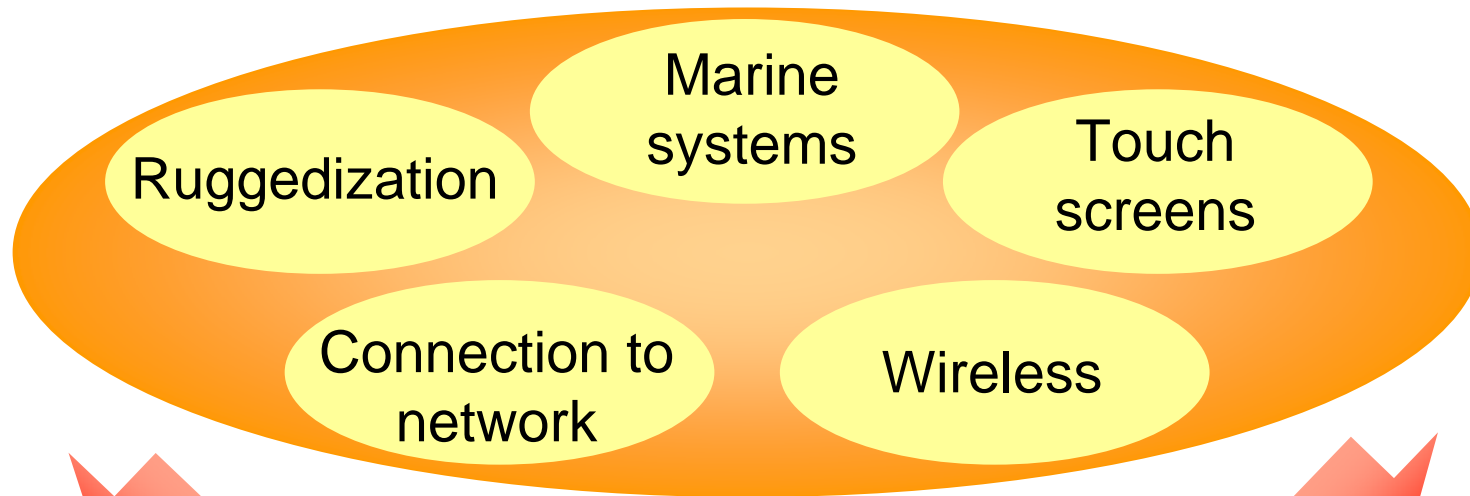 Marine
systems
Ruggedization
Touch
screens
Connection to
network
Wireless